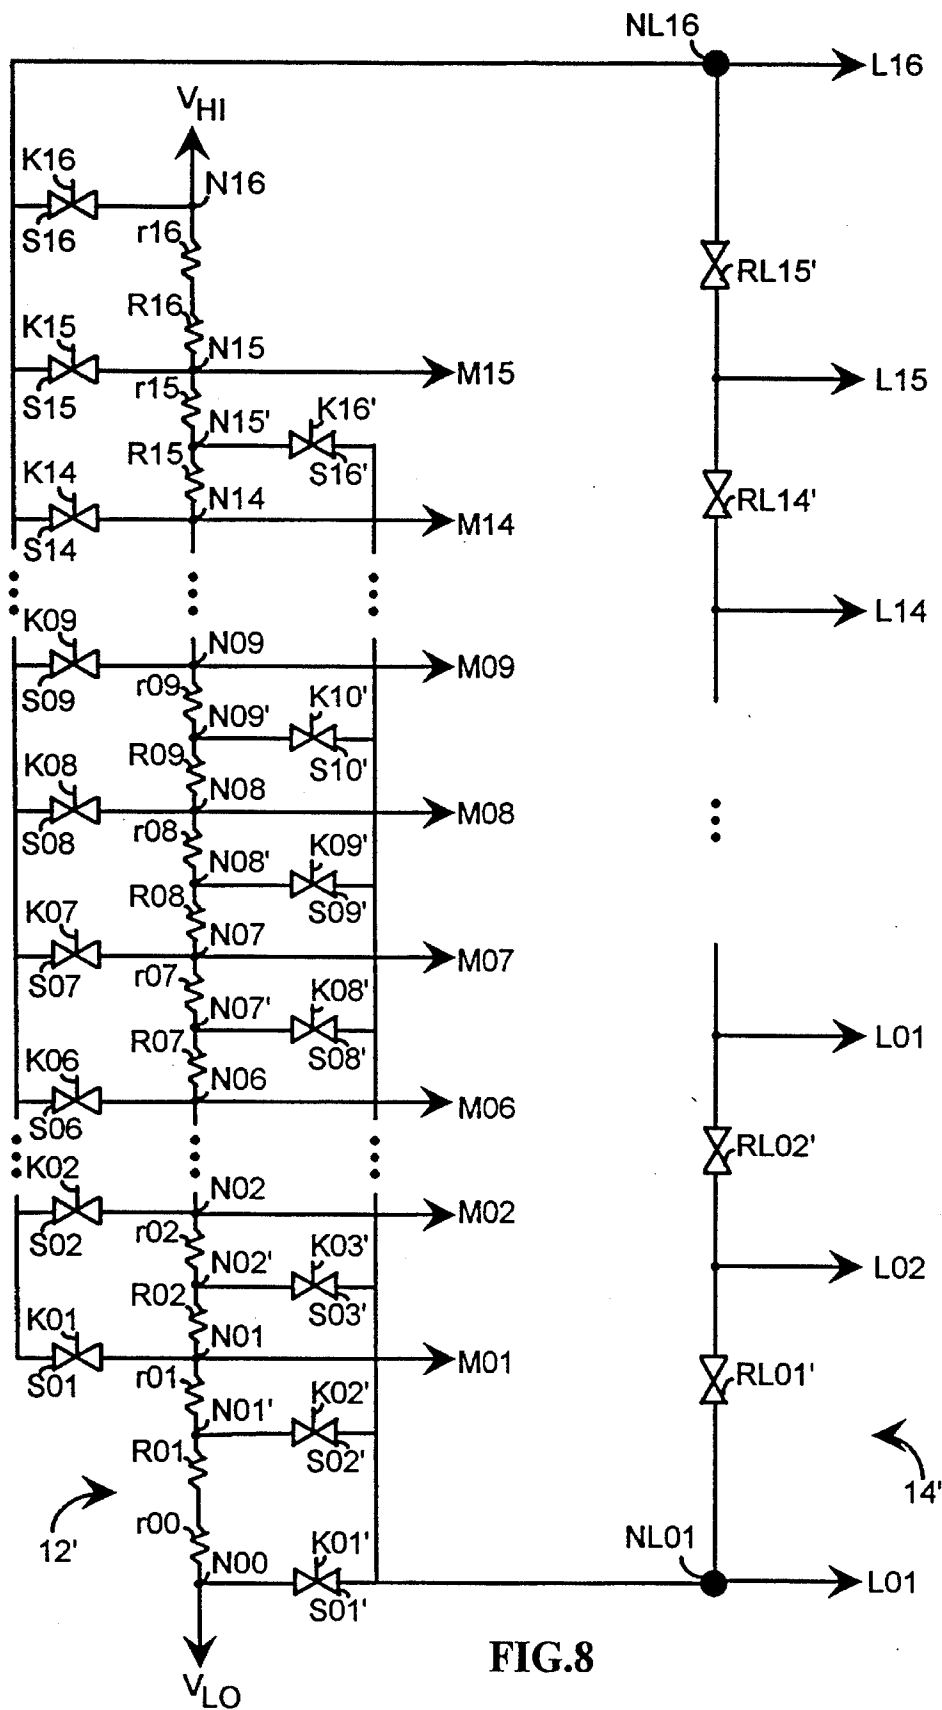 NL16
L16
VHI
K16
N16
S16
r16
RL15'
R16
K15
N15
M15
L15
S15
r15
N15'
K16'
R15
S16'
K14
N14
RL14'
M14
S14
L14
K09
N09
M09
S09
r09
N09'
K10'
R09
S10'
K08
N08
M08
S08
r08
N08'
K09'
R08
S09'
K07
N07
M07
S07
r07
N07'
K08'
L01
R07
S08'
K06
N06
M06
S06
RL02'
K02
N02
M02
S02
r02
N02'
K03'
L02
R02
S03'
K01
N01
M01
S01
r01
RL01'
N01'
K02'
R01
S02'
14'
12'
r00
N00
K01'
NL01
L01
S01'
FIG.8
VLO